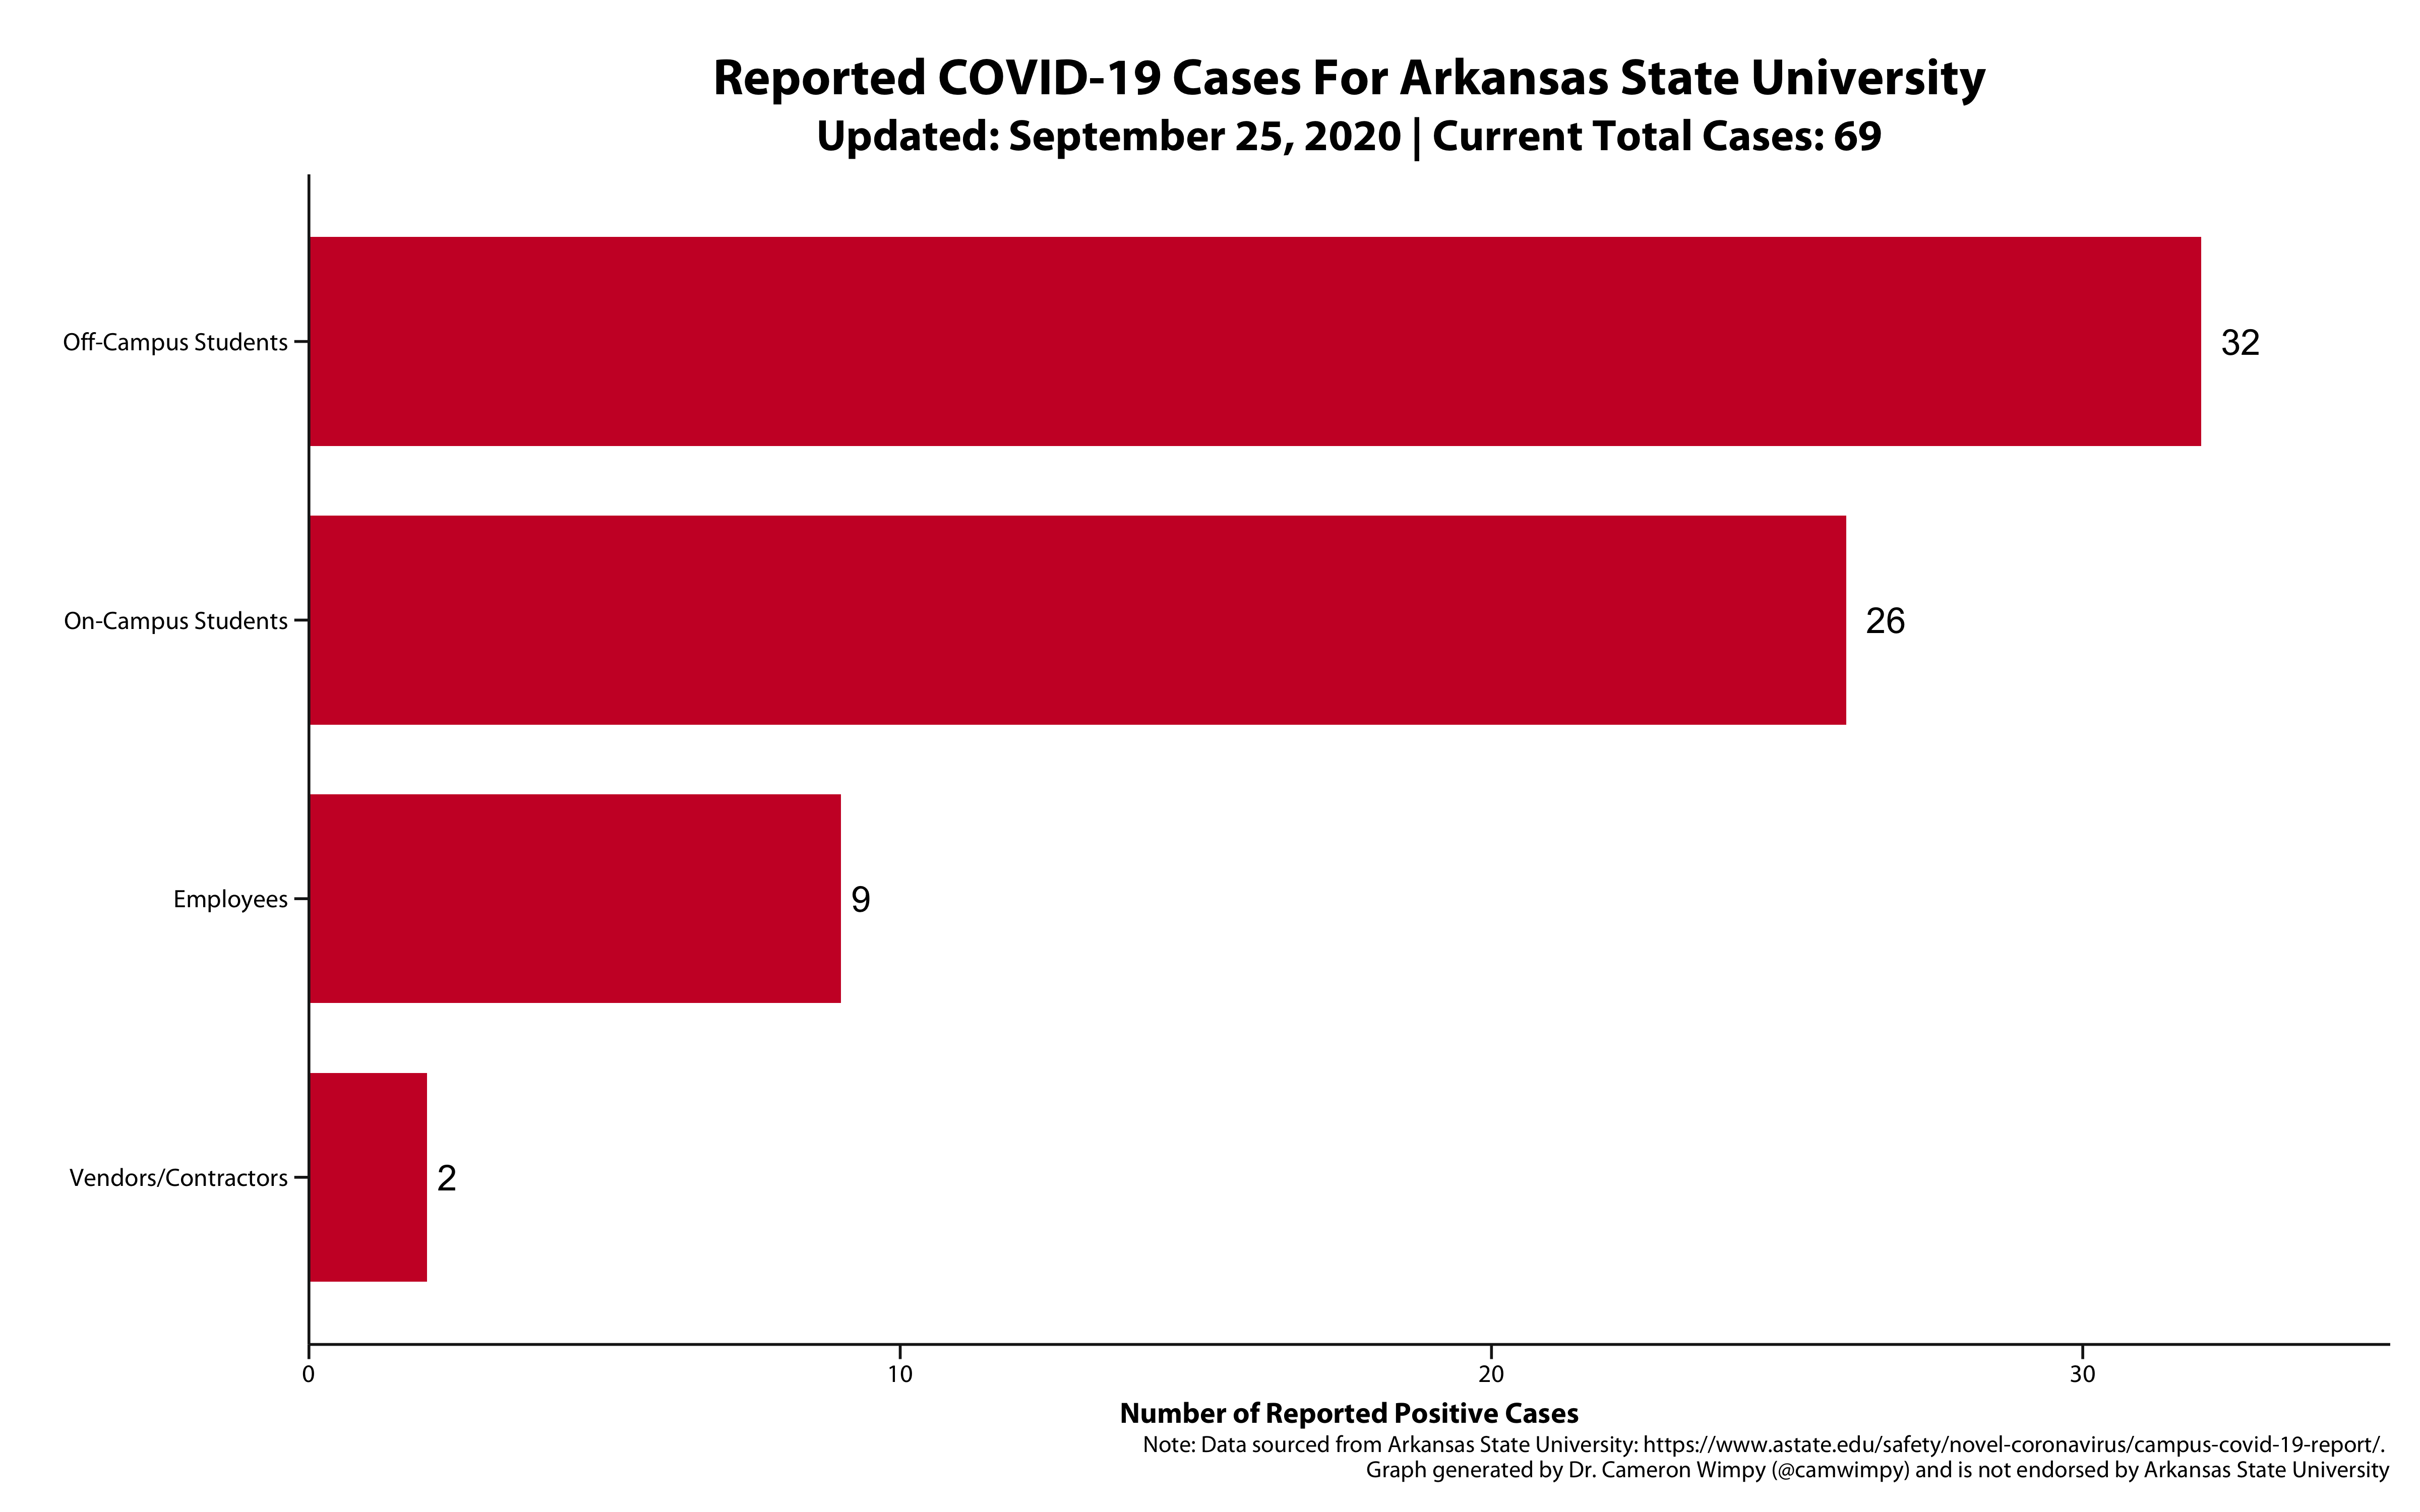 Reported COVID-19 Cases For Arkansas State University
Updated: September 25, 2020 | Current Total Cases: 69
Off-Campus Students
32
On-Campus Students
26
Employees
9
Vendors/Contractors
2
0
10
20
30
Number of Reported Positive Cases
Note: Data sourced from Arkansas State University: https://www.astate.edu/safety/novel-coronavirus/campus-covid-19-report/.
Graph generated by Dr. Cameron Wimpy (@camwimpy) and is not endorsed by Arkansas State University